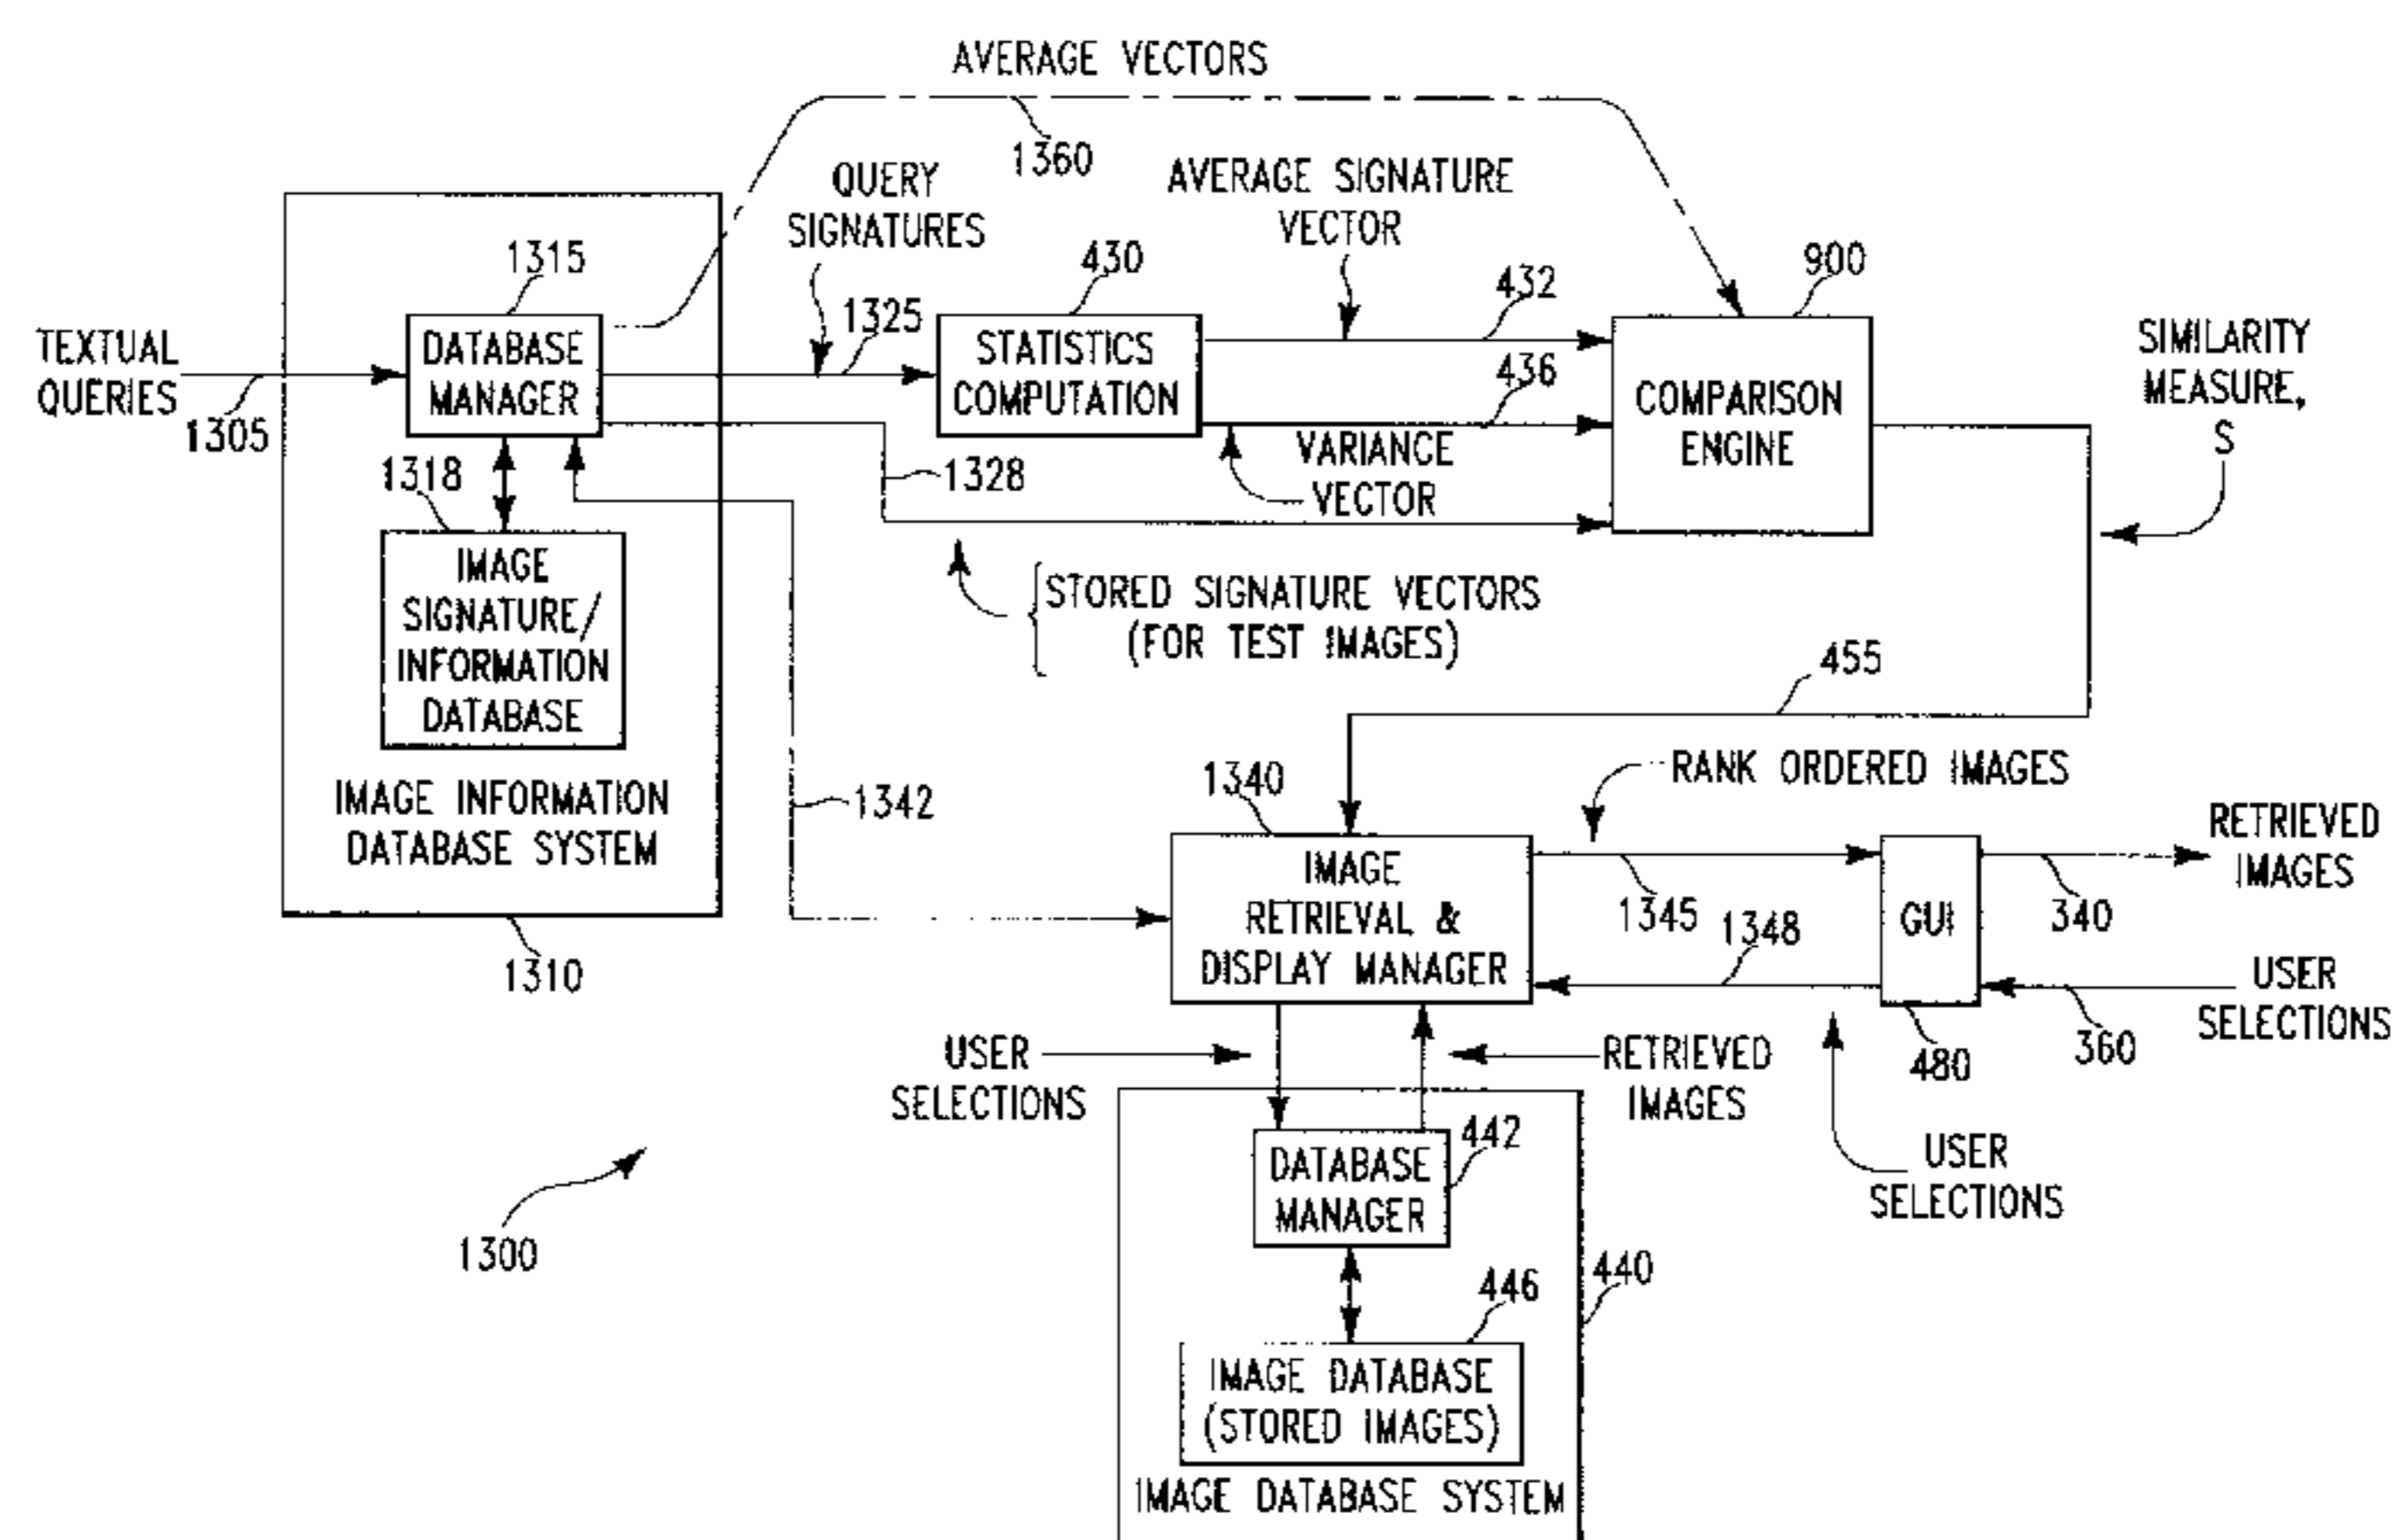 AVERAGE VECTORS
1360
QUERY
SIGNATURES
AVERAGE SIGNATURE
VECTOR
1315
1325
430
432
900
TEXTUAL
QUERIES
1305
DATABASE
MANAGER
STATISTICS
COMPUTATION
436
COMPARISON
ENGINE
SIMILARITY
MEASURE,
S
1318
1328
VARIANCE
VECTOR
IMAGE
SIGNATURE/
INFORMATION
DATABASE
STORED SIGNATURE VECTORS
(FOR TEST IMAGES)
455
IMAGE INFORMATION
DATABASE SYSTEM
1310
1342
1340
RANK ORDERED IMAGES
IMAGE
RETRIEVAL &
DISPLAY MANAGER
1345
1348
GUI
RETRIEVED
IMAGES
340
USER
SELECTIONS
360
480
USER
SELECTIONS
RETRIEVED
IMAGES
USER
SELECTIONS
442
DATABASE
MANAGER
1300
440
446
IMAGE DATABASE
(STORED IMAGES)
IMAGE DATABASE SYSTEM